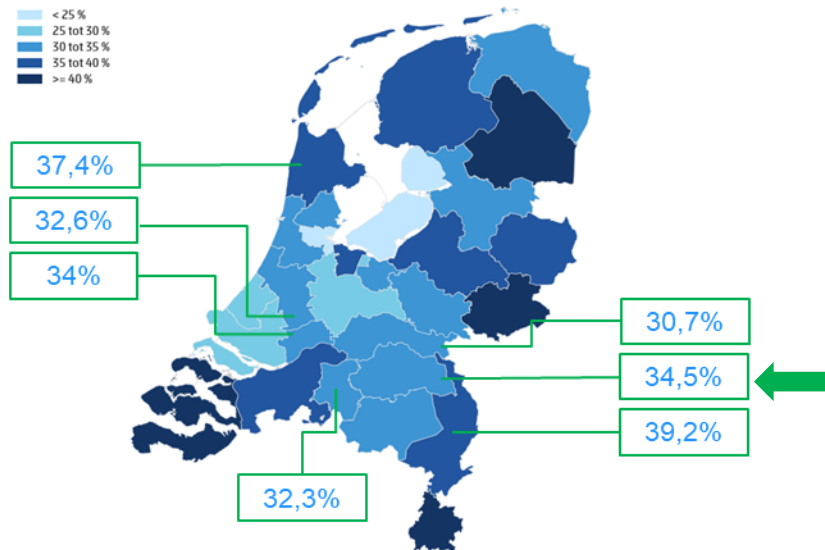 < 25 %
25 tot 30 %
30 tot 35 %
35 tot 40 %
>= 40 %
37,4%
32,6%
34%
30,7%
34,5%
39,2%
32,3%